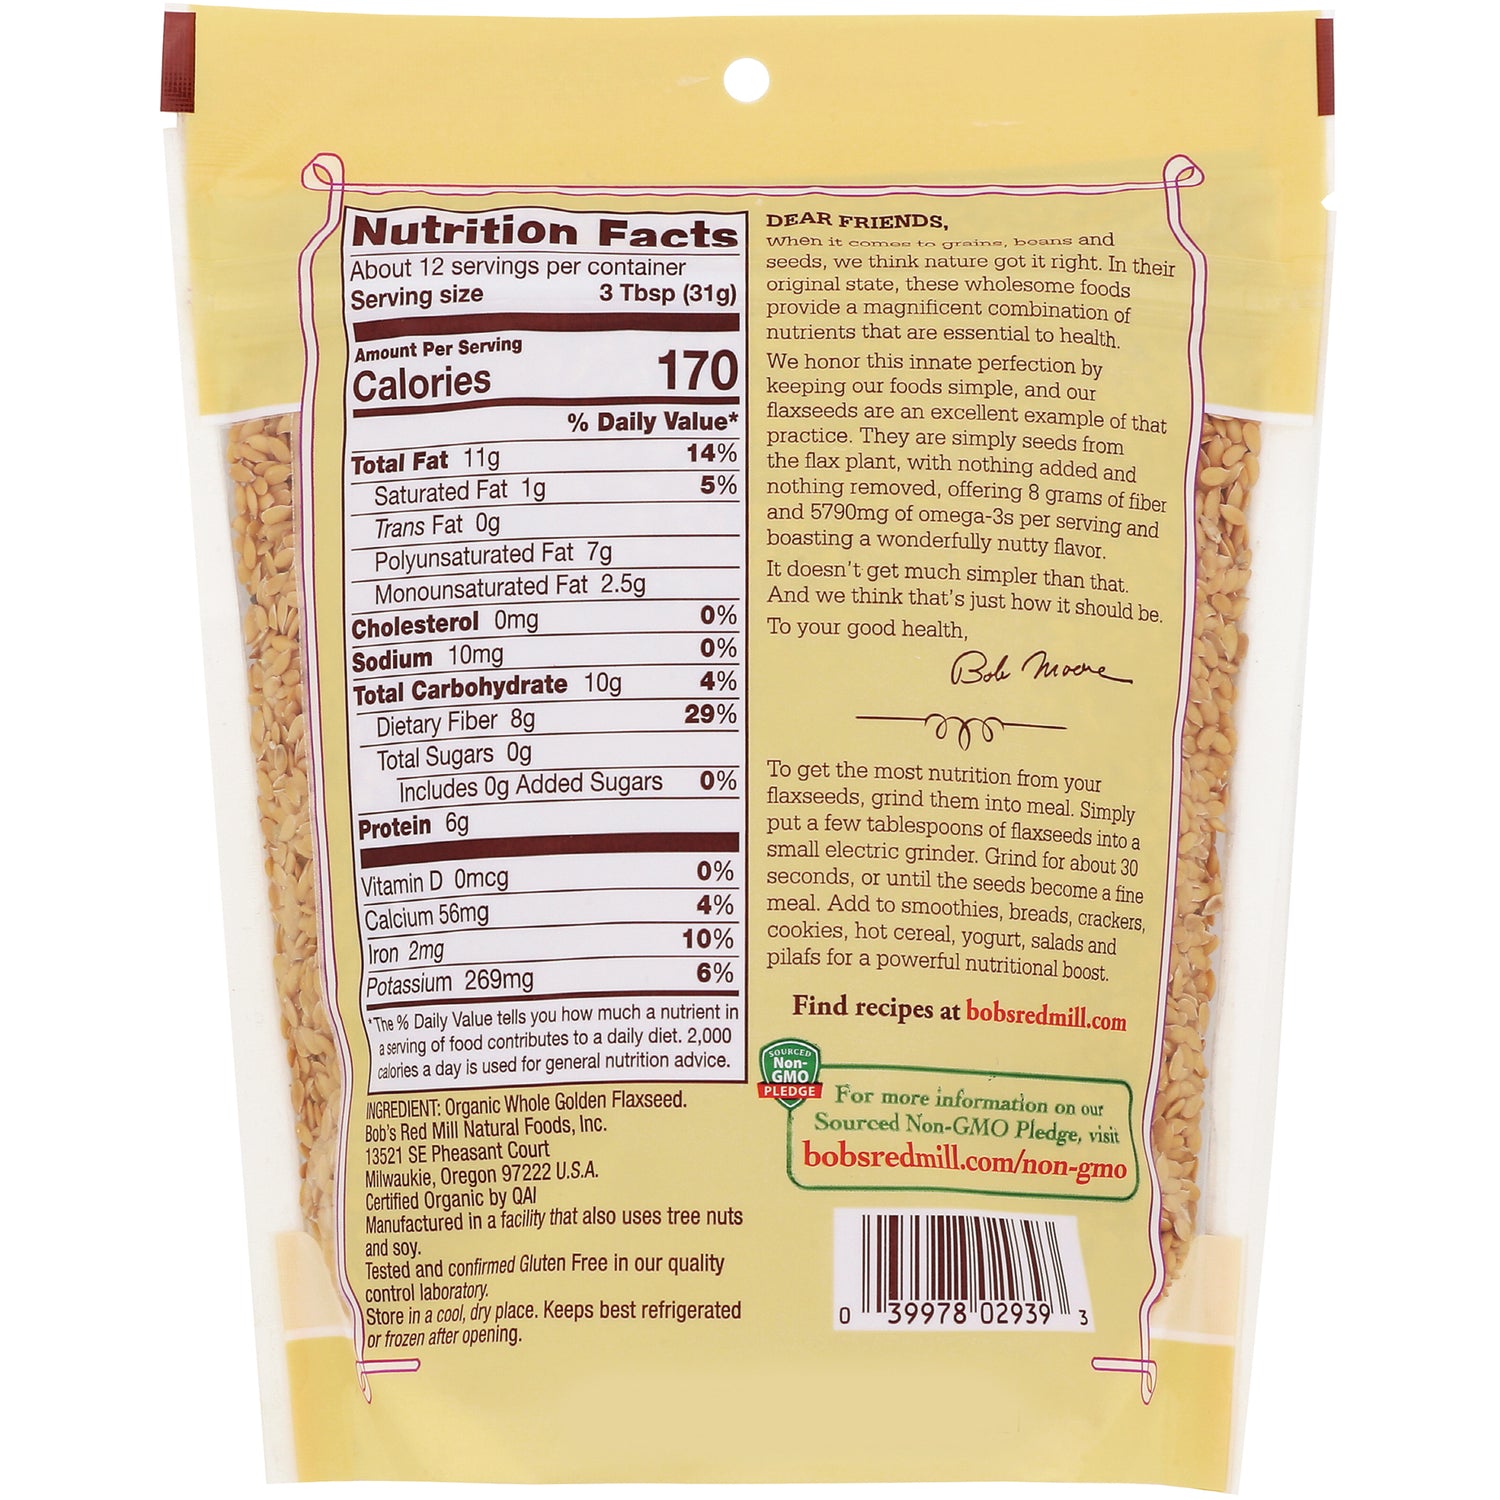 Nutrition Facts
About 12 servings per container
Serving size 3 Tbsp (31g)
Amount Per Serving
Calories 170
% Daily Value*
Total Fat 11g 14%
Saturated Fat 1g 5%
Trans Fat 0g
Polyunsaturated Fat 7g
Monounsaturated Fat 2.5g
Cholesterol 0mg 0%
Sodium 10mg 0%
Total Carbohydrate 10g 4%
Dietary Fiber 8g 29%
Total Sugars 0g
Includes 0g Added Sugars 0%
Protein 6g
Vitamin D 0mcg 0%
Calcium 56mg 4%
Iron 2mg 10%
Potassium 269mg 6%
*The % Daily Value tells you how much a nutrient in
a serving of food contributes to a daily diet. 2,000
calories a day is used for general nutrition advice.
INGREDIENT: Organic Whole Golden Flaxseed.
Bob's Red Mill Natural Foods, Inc.
13521 SE Pheasant Court
Milwaukie, Oregon 97222 U.S.A.
Certified Organic by QAI
Manufactured in a facility that also uses tree nuts
and soy.
Tested and confirmed Gluten Free in our quality
control laboratory.
Store in a cool, dry place. Keeps best refrigerated
or frozen after opening.
DEAR FRIENDS,
When it comes to grains, beans and
seeds, we think nature got it right. In their
original state, these wholesome foods
provide a magnificent combination of
nutrients that are essential to health.
We honor this innate perfection by
keeping our foods simple, and our
flaxseeds are an excellent example of that
practice. They are simply seeds from
the flax plant, with nothing added and
nothing removed, offering 8 grams of fiber
and 5790mg of omega-3s per serving and
boasting a wonderfully nutty flavor.
It doesn't get much simpler than that.
And we think that's just how it should be.
To your good health,
Bob Moore
To get the most nutrition from your
flaxseeds, grind them into meal. Simply
put a few tablespoons of flaxseeds into a
small electric grinder. Grind for about 30
seconds, or until the seeds become a fine
meal. Add to smoothies, breads, crackers,
cookies, hot cereal, yogurt, salads and
pilafs for a powerful nutritional boost.
Find recipes at bobsredmill.com
SOURCED
Non-
GMO
PLEDGE
For more information on our
Sourced Non-GMO Pledge, visit
bobsredmill.com/non-gmo
0 39978 02939 3